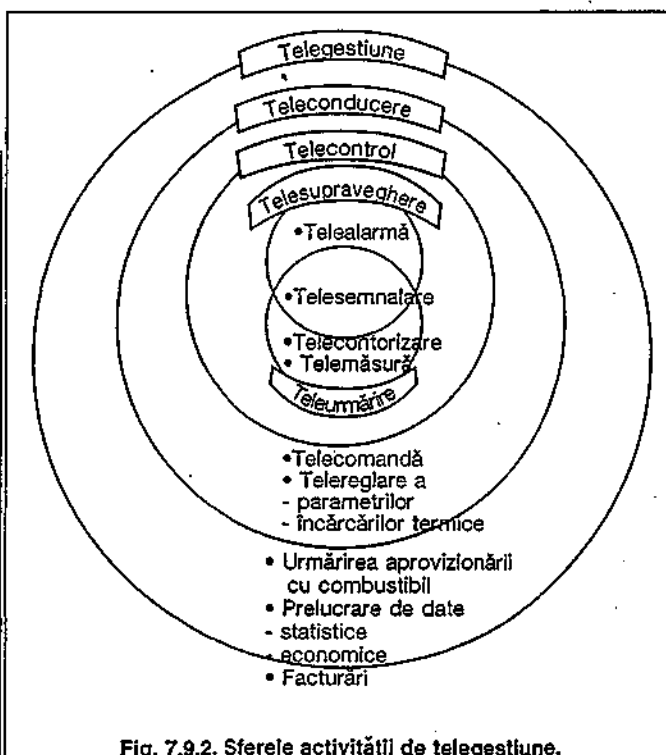 Telegestiune
Teleconducere
Telecontrol
Telesupraveghere
•Telealarmă
•Telesemnalare
•Telecontorizare
• Telemăsură
Teleurmărire
•Telecomandă
• Telereglare a
- parametrilor
- încărcărilor termice
• Urmărirea aprovizionării
cu combustibil
• Prelucrare de date
- statistice
- economice
• Facturări
Fig. 7.9.2. Sferele activităţii de telegestiune.